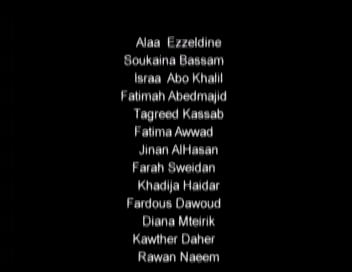 Alaa Ezzeldine
Soukaina Bassam
Israa Abo Khalil
Fatimah Abedmajid
Tagreed Kassab
Fatima Awwad
Jinan AlHasan
Farah Sweidan
Khadija Haidar
Fardous Dawoud
Diana Mteirik
Kawther Daher
Rawan Naeem